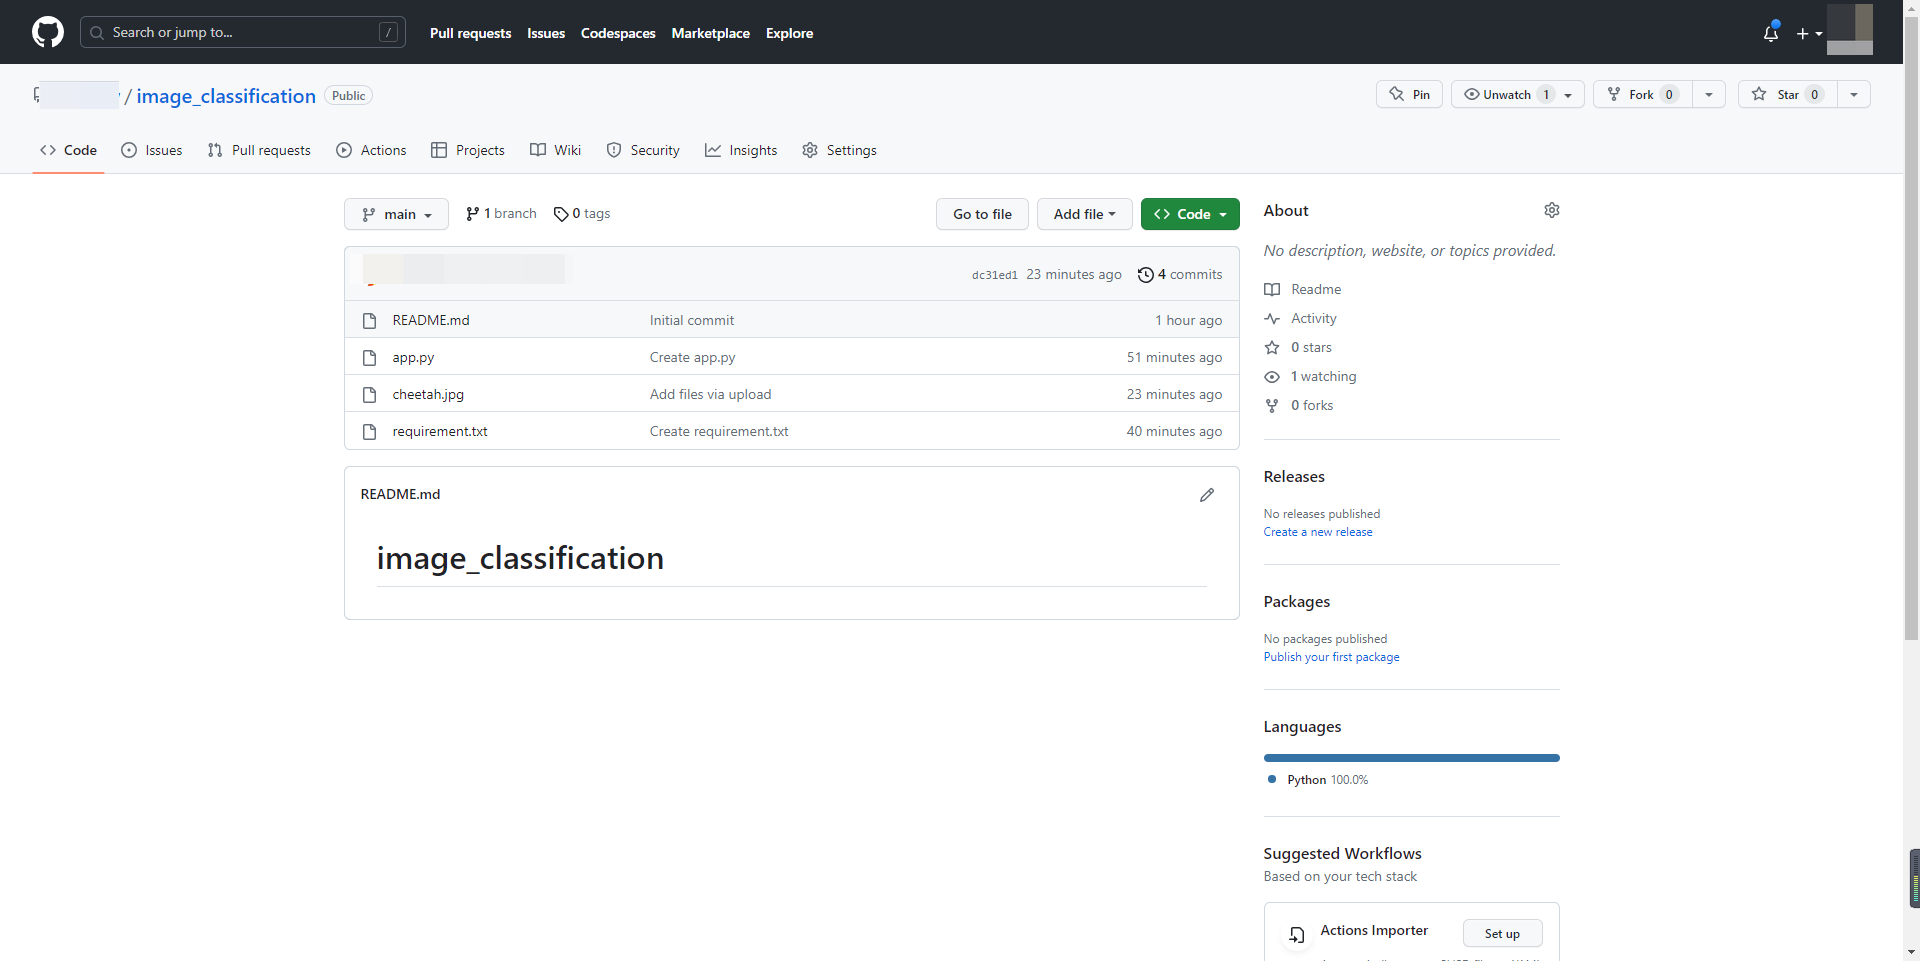 Search or jump to... /
Pull requests Issues Codespaces Marketplace Explore
/ image_classification Public
Pin Unwatch 1 Fork 0 Star 0
Code Issues Pull requests Actions Projects Wiki Security Insights Settings
main 1 branch 0 tags Go to file Add file Code
dc31ed1 23 minutes ago 4 commits
README.md Initial commit 1 hour ago
app.py Create app.py 51 minutes ago
cheetah.jpg Add files via upload 23 minutes ago
requirement.txt Create requirement.txt 40 minutes ago
README.md
image_classification
About
No description, website, or topics provided.
Readme
Activity
0 stars
1 watching
0 forks
Releases
No releases published
Create a new release
Packages
No packages published
Publish your first package
Languages
Python 100.0%
Suggested Workflows
Based on your tech stack
Actions Importer Set up